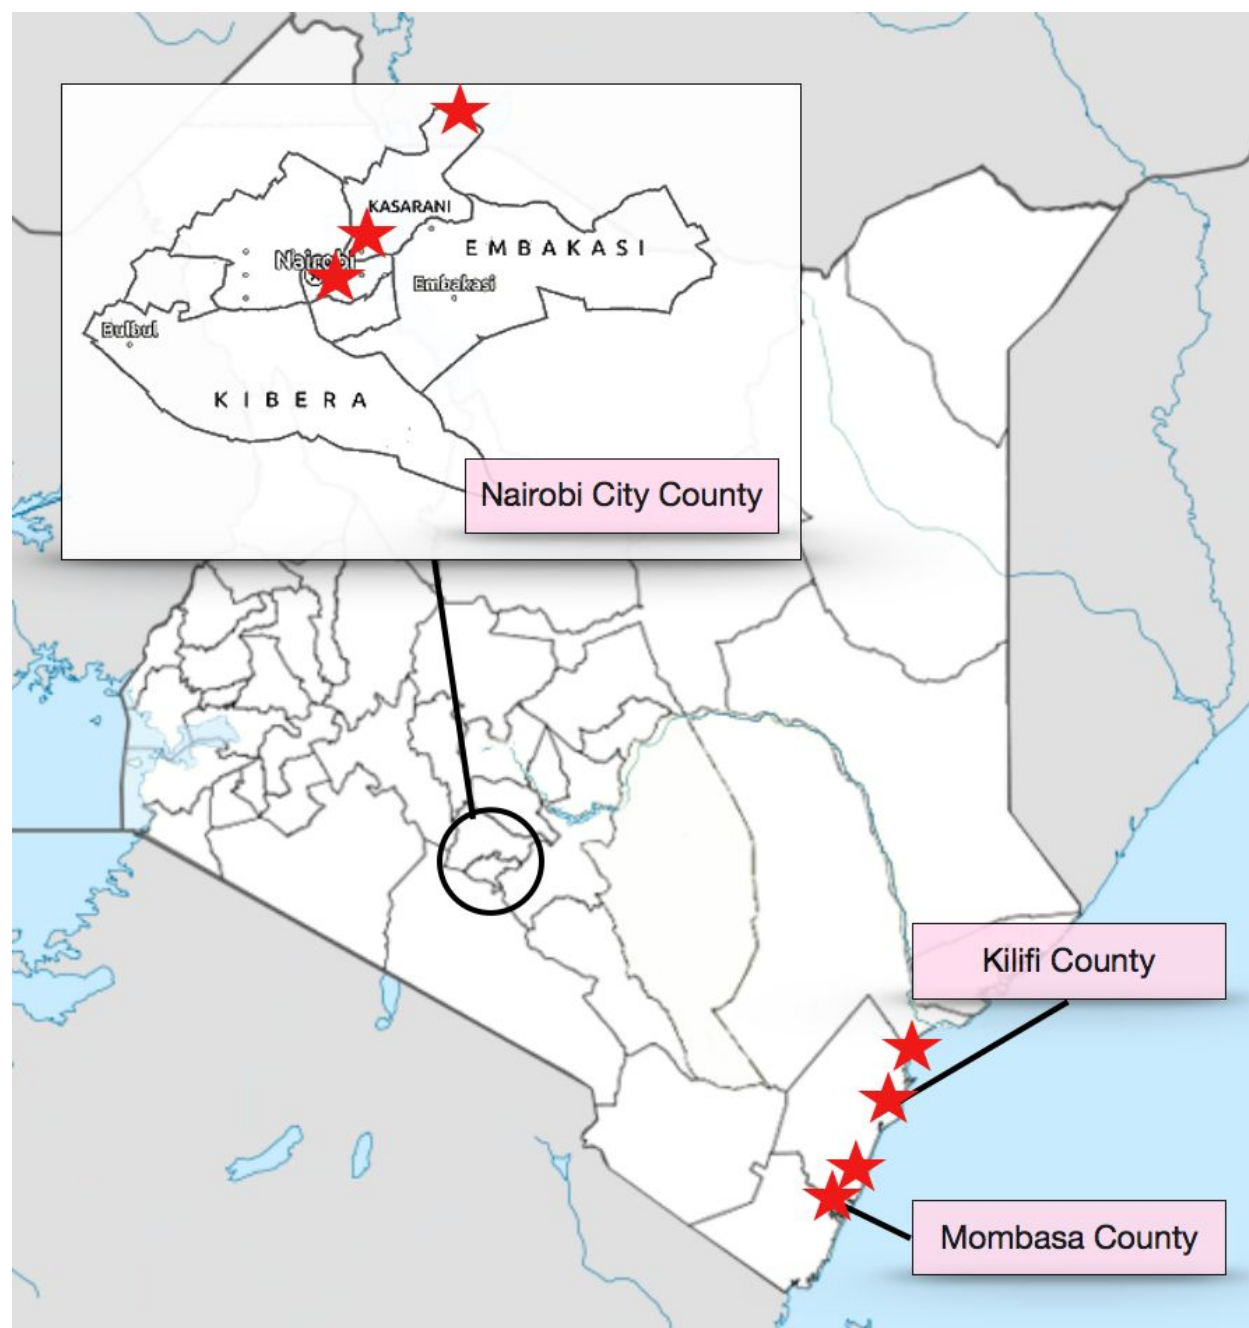 KASARANI
Nairobi
EMBAKASI
Embakasi
Bulbul
KIBERA
Nairobi City County
Kilifi County
Mombasa County